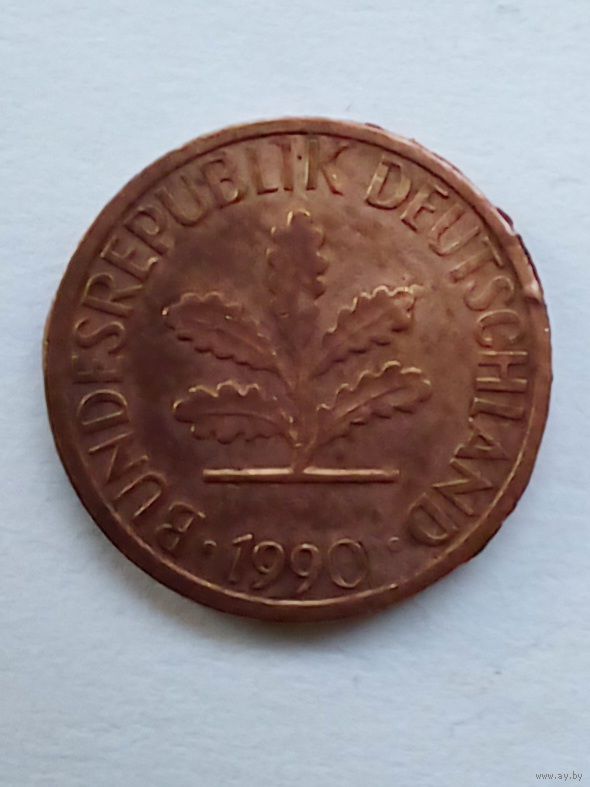 BUNDESREPUBLIK DEUTSCHLAND
· 1990 ·
www.ay.by